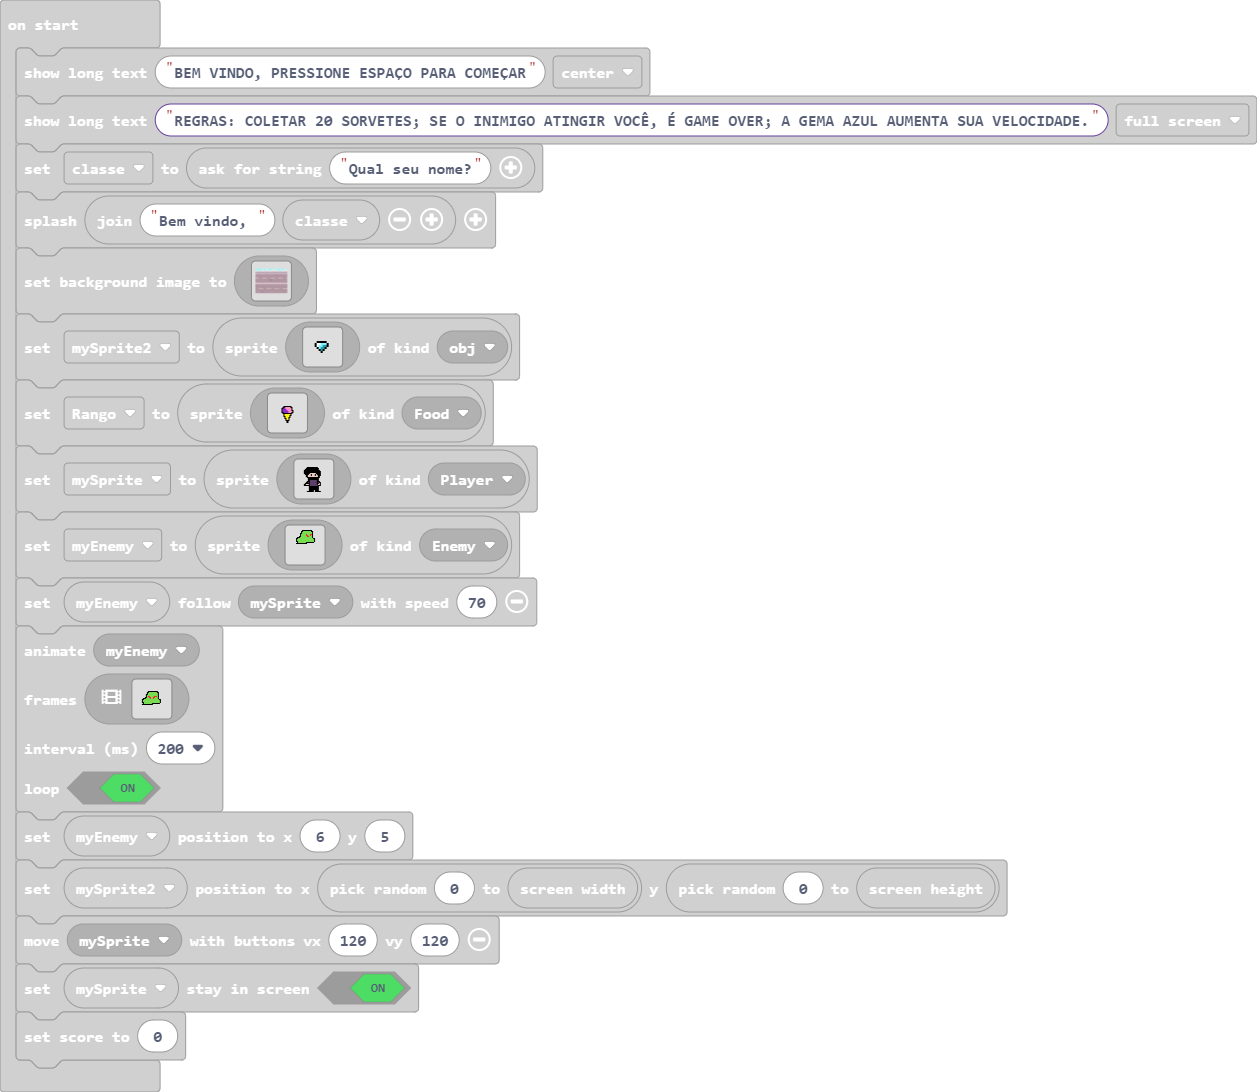 on start
show long text "BEM VINDO, PRESSIONE ESPAÇO PARA COMEÇAR" center
show long text "REGRAS: COLETAR 20 SORVETES; SE O INIMIGO ATINGIR VOCÊ, É GAME OVER; A GEMA AZUL AUMENTA SUA VELOCIDADE." full screen
set classe to ask for string "Qual seu nome?"
splash join "Bem vindo, " classe
set background image to
set mySprite2 to sprite of kind obj
set Rango to sprite of kind Food
set mySprite to sprite of kind Player
set myEnemy to sprite of kind Enemy
set myEnemy follow mySprite with speed 70
animate myEnemy
frames
interval (ms) 200
loop ON
set myEnemy position to x 6 y 5
set mySprite2 position to x pick random 0 to screen width y pick random 0 to screen height
move mySprite with buttons vx 120 vy 120
set mySprite stay in screen ON
set score to 0